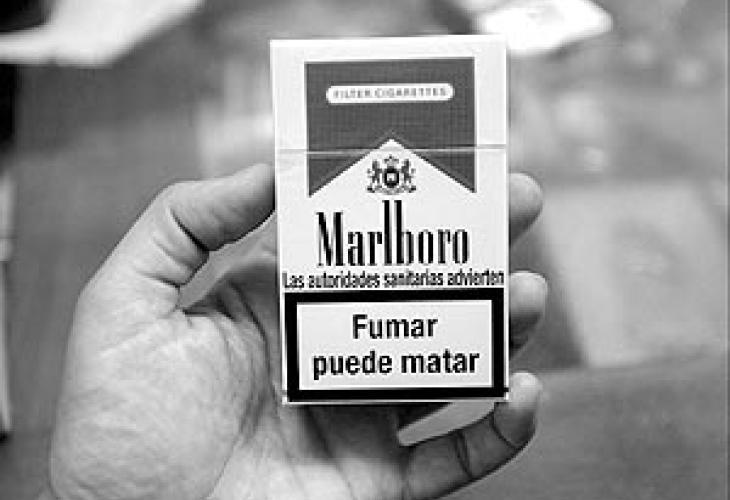 FILTER CIGARETTES
Marlboro
Las autoridades sanitarias advierten
Fumar
puede matar